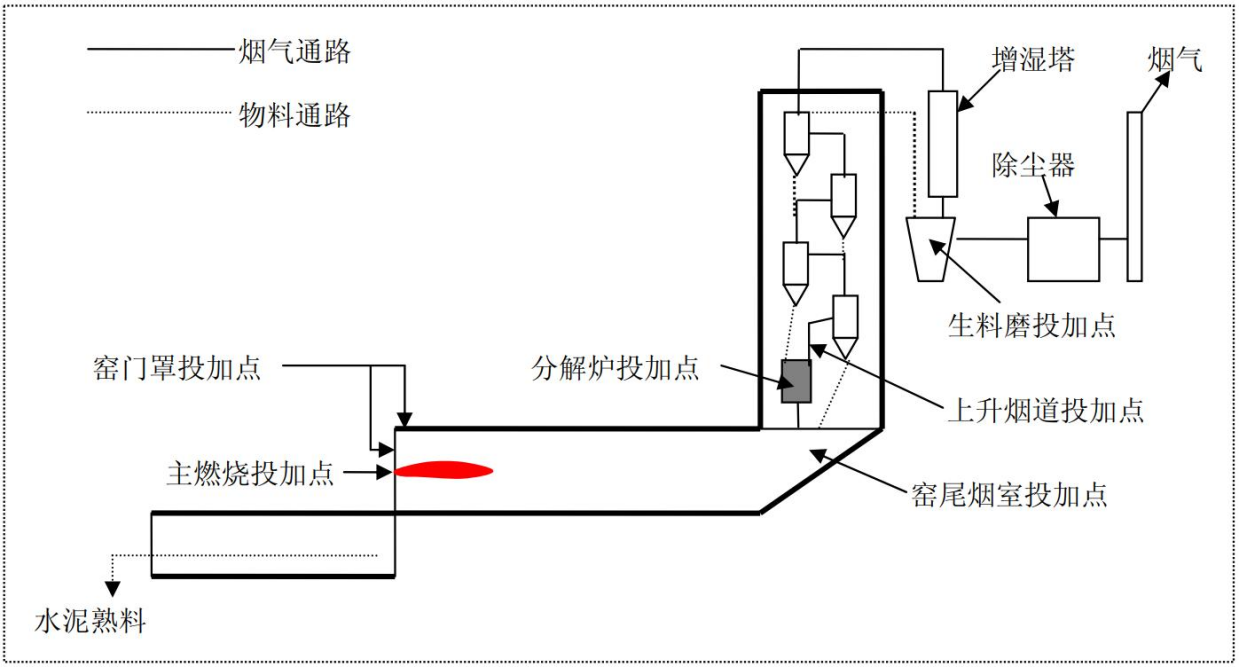 烟气通路
物料通路
增湿塔
烟气
除尘器
生料磨投加点
窑门罩投加点
分解炉投加点
上升烟道投加点
主燃烧投加点
窑尾烟室投加点
水泥熟料